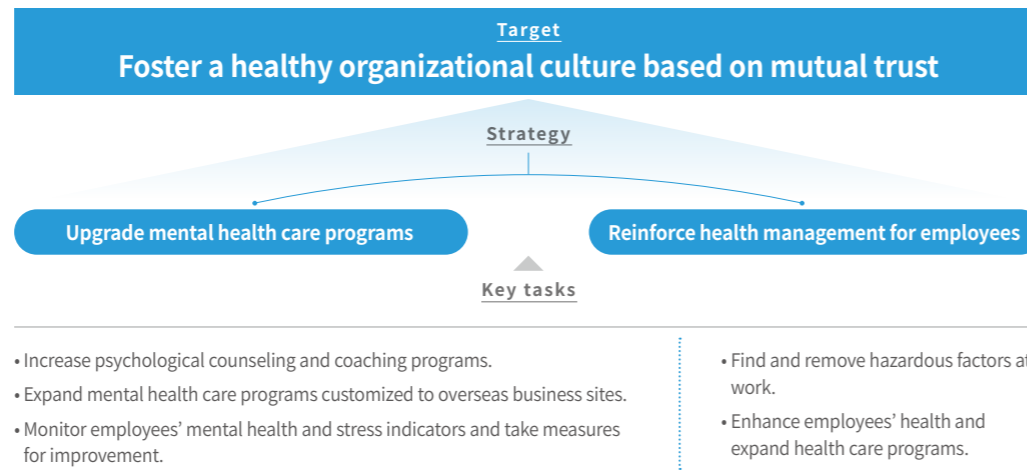 Target
Foster a healthy organizational culture based on mutual trust
Strategy
Upgrade mental health care programs
Reinforce health management for employees
Key tasks
• Increase psychological counseling and coaching programs.
• Expand mental health care programs customized to overseas business sites.
• Monitor employees’ mental health and stress indicators and take measures
for improvement.
• Find and remove hazardous factors at
work.
• Enhance employees’ health and
expand health care programs.